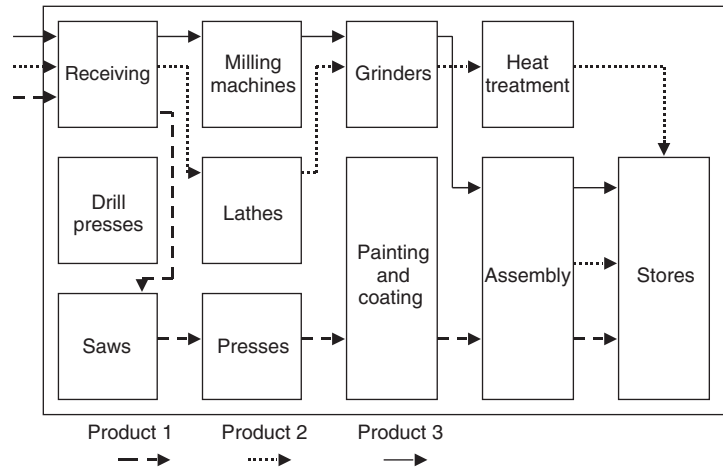 Receiving
Milling
machines
Grinders
Heat
treatment
Drill
presses
Lathes
Painting
and
coating
Assembly
Stores
Saws
Presses
Product 1
Product 2
Product 3